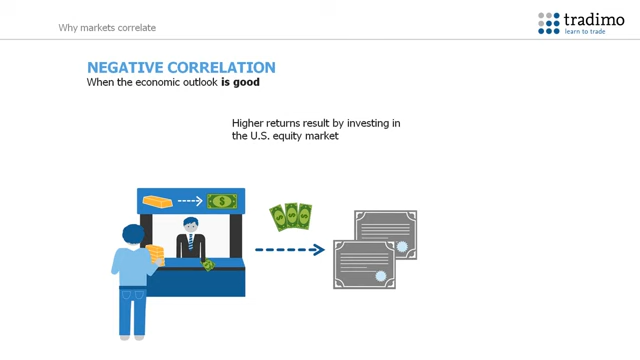 Why markets correlate
tradimo
learn to trade
NEGATIVE CORRELATION
When the economic outlook is good
Higher returns result by investing in
the U.S. equity market
$
$ $ $